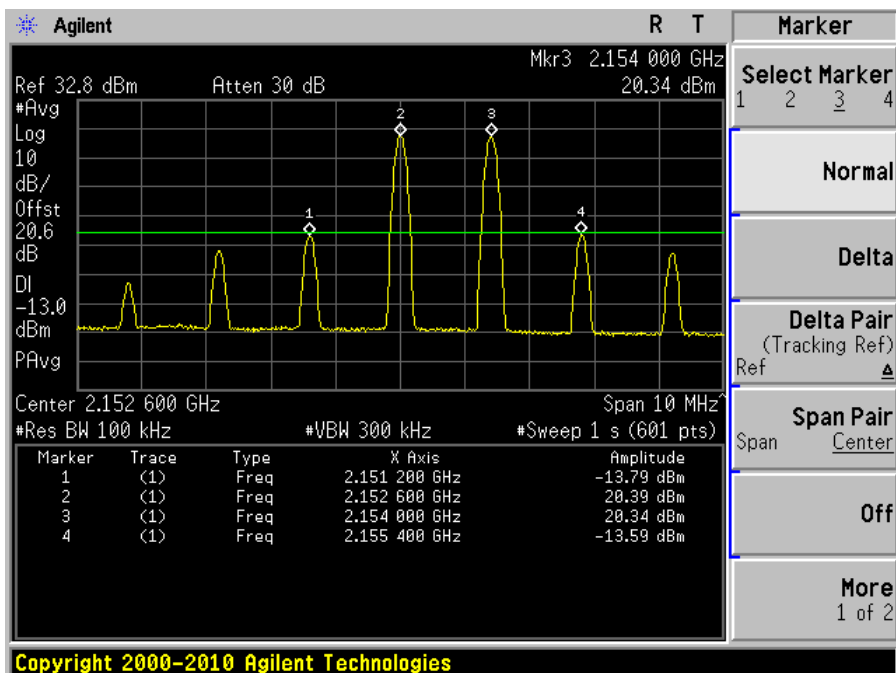 Agilent R T
Mkr3 2.154 000 GHz
Ref 32.8 dBm Atten 30 dB 20.34 dBm
#Avg
Log
10
dB/
Offst
20.6
dB
DI
-13.0
dBm
PAvg
1
2
3
4
Center 2.152 600 GHz Span 10 MHz^
#Res BW 100 kHz #VBW 300 kHz #Sweep 1 s (601 pts)
Marker Trace Type X Axis Amplitude
1 (1) Freq 2.151 200 GHz -13.79 dBm
2 (1) Freq 2.152 600 GHz 20.39 dBm
3 (1) Freq 2.154 000 GHz 20.34 dBm
4 (1) Freq 2.155 400 GHz -13.59 dBm
Marker
Select Marker
1 2 3 4
Normal
Delta
Delta Pair
(Tracking Ref)
Ref Δ
Span Pair
Span Center
Off
More
1 of 2
Copyright 2000-2010 Agilent Technologies